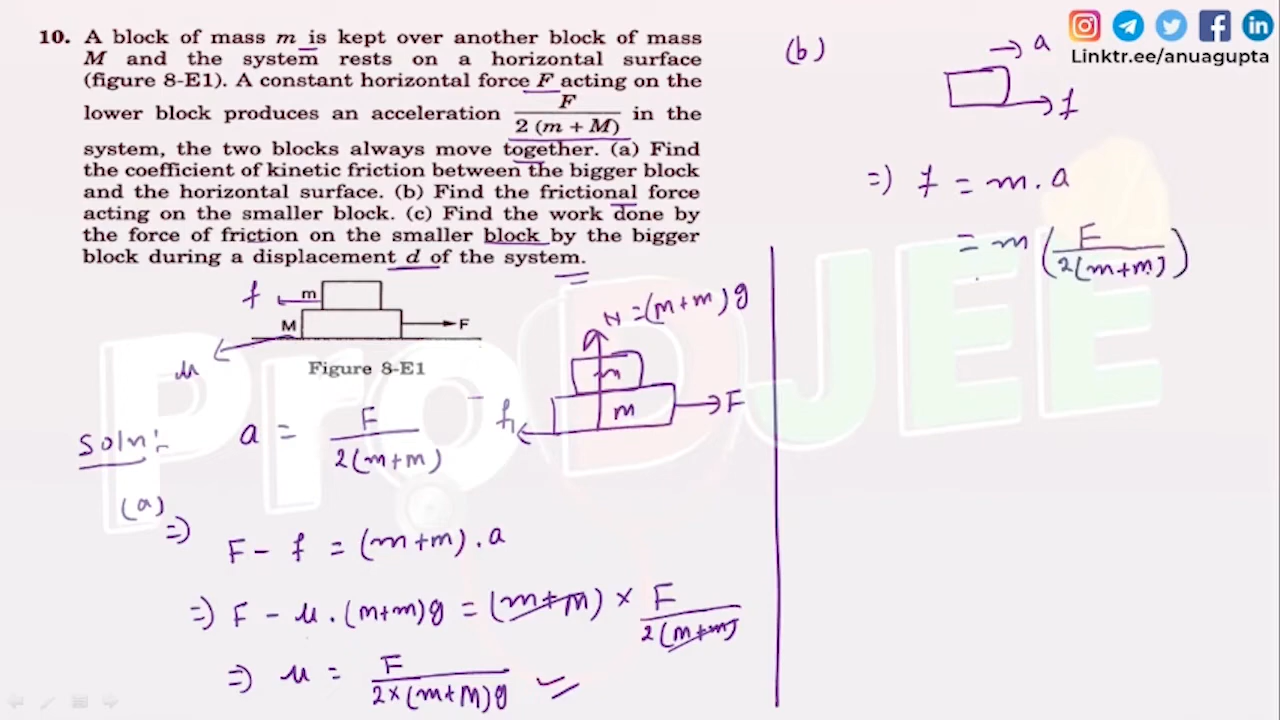 10. A block of mass m is kept over another block of mass
M and the system rests on a horizontal surface
(figure 8-E1). A constant horizontal force F acting on the
lower block produces an acceleration F / 2 (m + M) in the
system, the two blocks always move together. (a) Find
the coefficient of kinetic friction between the bigger block
and the horizontal surface. (b) Find the frictional force
acting on the smaller block. (c) Find the work done by
the force of friction on the smaller block by the bigger
block during a displacement d of the system.
f
m
M
F
μ
Figure 8-E1
N = (m+m)g
m
m
F
f1
Soln:
a = F / 2(m+m)
(a)
=) F - f = (m+m).a
=) F - μ.(m+m)g = (m+m) × F / 2(m+m)
=) μ = F / 2×(m+M)g
(b)
a
f
=) f = m.a
= m (F / 2(m+m))
Linktr.ee/anuagupta
PrODJEE